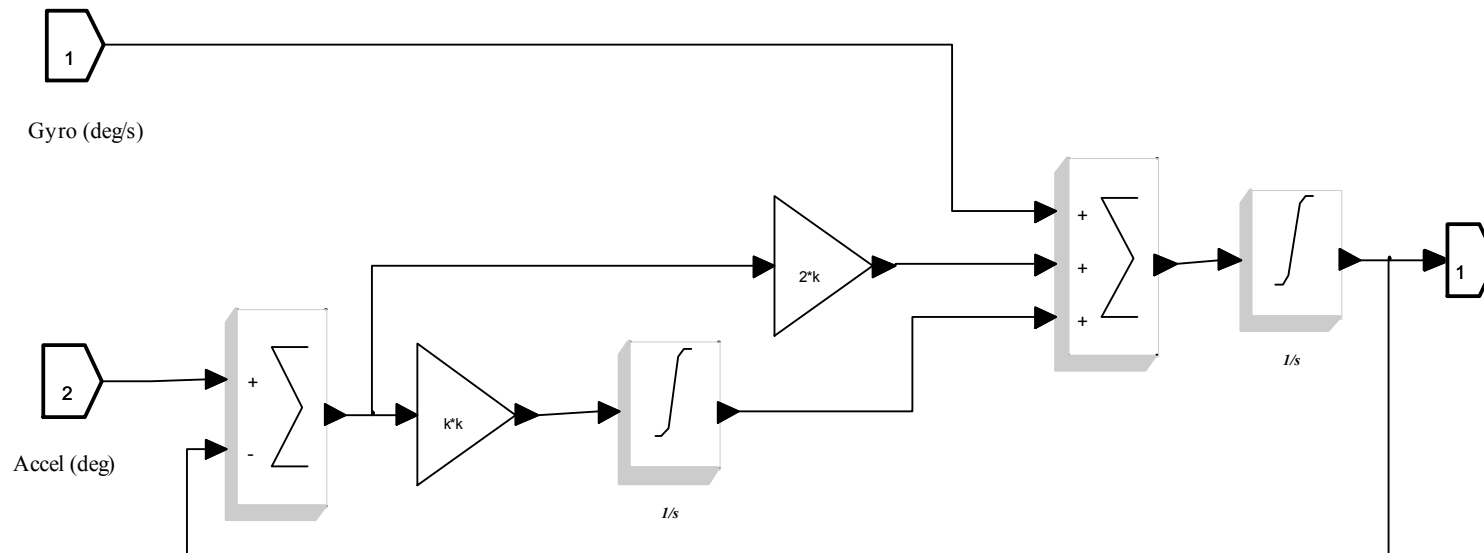 1
Gyro (deg/s)
+
2*k
+
1
+
1/s
2
+
k*k
-
Accel (deg)
1/s